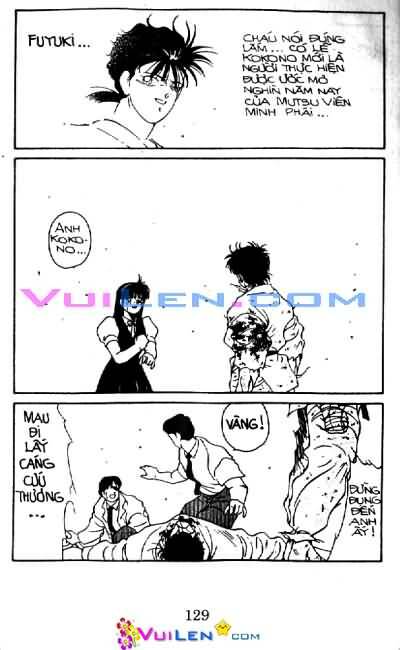 FUYUKI...
CHÁU NÓI ĐÚNG
LẮM... CÓ LẼ
KOKONO MỚI LÀ
NGƯỜI THỰC HIỆN
ĐƯỢC ƯỚC MƠ
NGHÌN NĂM NAY
CỦA MUTSU VIÊN
MINH PHÁI...
ANH
KOKO-
NO...
VUILEN.COM
MAU
ĐI
LẤY
CÁNG
CỨU
THƯƠNG
...
VÂNG!
ĐỪNG
ĐỤNG
ĐẾN
ANH
ẤY!
129
VUILEN.COM